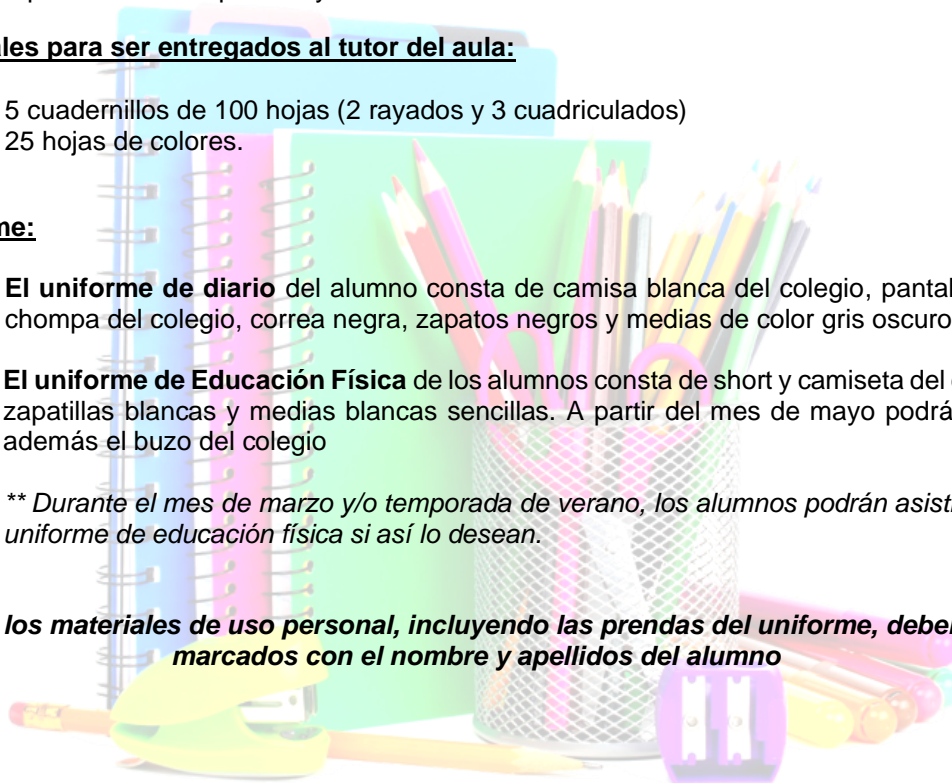 ales para ser entregados al tutor del aula:
5 cuadernillos de 100 hojas (2 rayados y 3 cuadriculados)
25 hojas de colores.
me:
El uniforme de diario del alumno consta de camisa blanca del colegio, pantal
chompa del colegio, correa negra, zapatos negros y medias de color gris oscuro
El uniforme de Educación Física de los alumnos consta de short y camiseta del
zapatillas blancas y medias blancas sencillas. A partir del mes de mayo podrá
además el buzo del colegio
** Durante el mes de marzo y/o temporada de verano, los alumnos podrán asist
uniforme de educación física si así lo desean.
los materiales de uso personal, incluyendo las prendas del uniforme, debe
marcados con el nombre y apellidos del alumno